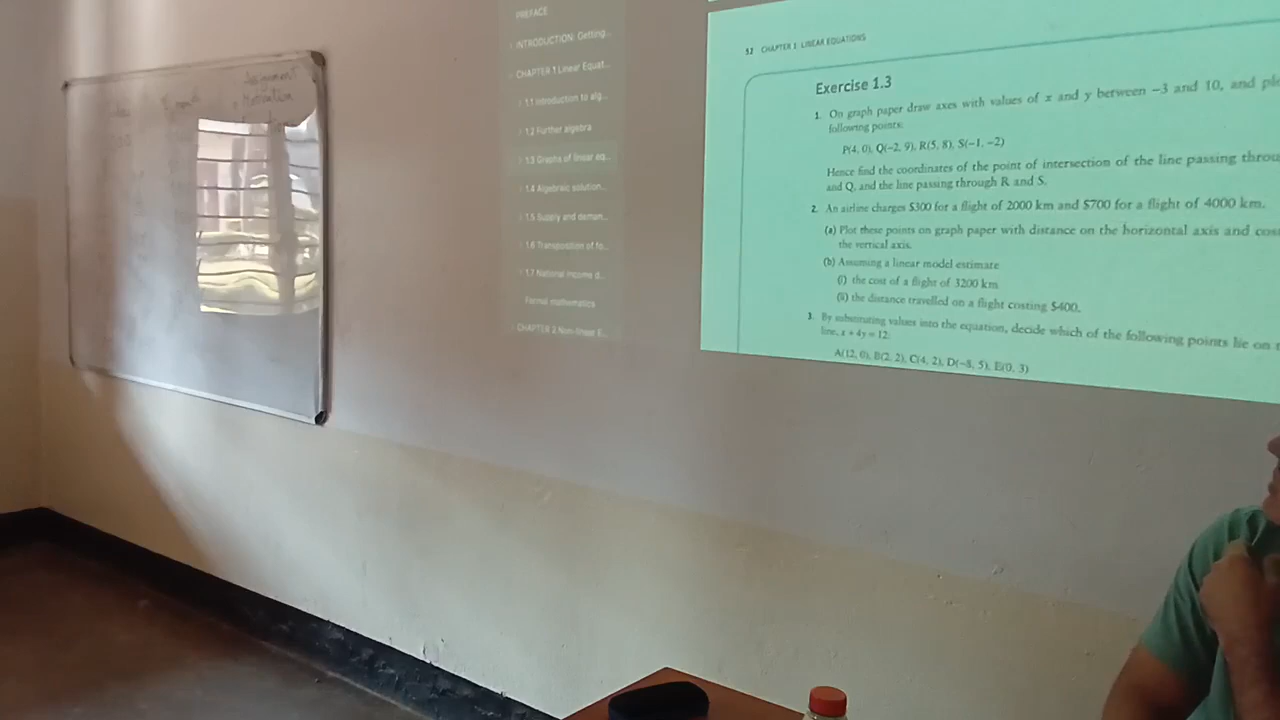 Assignment
PREFACE
INTRODUCTION: Getting...
CHAPTER 1 Linear Equat...
1.1 Introduction to alg...
1.2 Further algebra
1.3 Graphs of linear eq...
1.4 Algebraic solution...
1.5 Supply and deman...
1.6 Transposition of fo...
1.7 National income d...
Formal mathematics
CHAPTER 2 Non-linear E...
52 CHAPTER 1 LINEAR EQUATIONS
Exercise 1.3
1. On graph paper draw axes with values of x and y between −3 and 10, and
following points:
P(4, 0), Q(−2, 9), R(5, 8), S(−1, −2)
Hence find the coordinates of the point of intersection of the line passing
and Q, and the line passing through R and S.
2. An airline charges $300 for a flight of 2000 km and $700 for a flight of 4000 km.
(a) Plot these points on graph paper with distance on the horizontal axis and
the vertical axis.
(b) Assuming a linear model estimate
(i) the cost of a flight of 3200 km
(ii) the distance travelled on a flight costing $400.
3. By substituting values into the equation, decide which of the following points lie on
line, x + 4y = 12:
A(12, 0), B(2, 2), C(4, 2), D(−8, 5), E(0, 3)